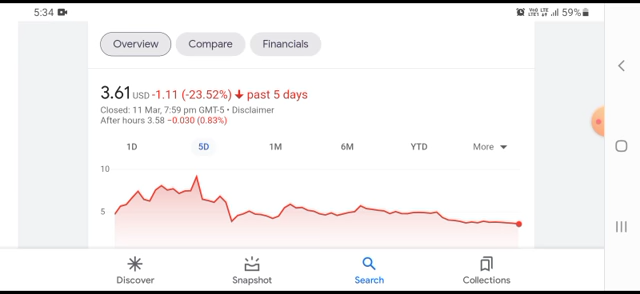 5:34
59%
Overview Compare Financials
3.61 USD -1.11 (-23.52%) past 5 days
Closed: 11 Mar, 7:59 pm GMT-5 • Disclaimer
After hours 3.58 −0.030 (0.83%)
1D 5D 1M 6M YTD More
10
5
Discover Snapshot Search Collections